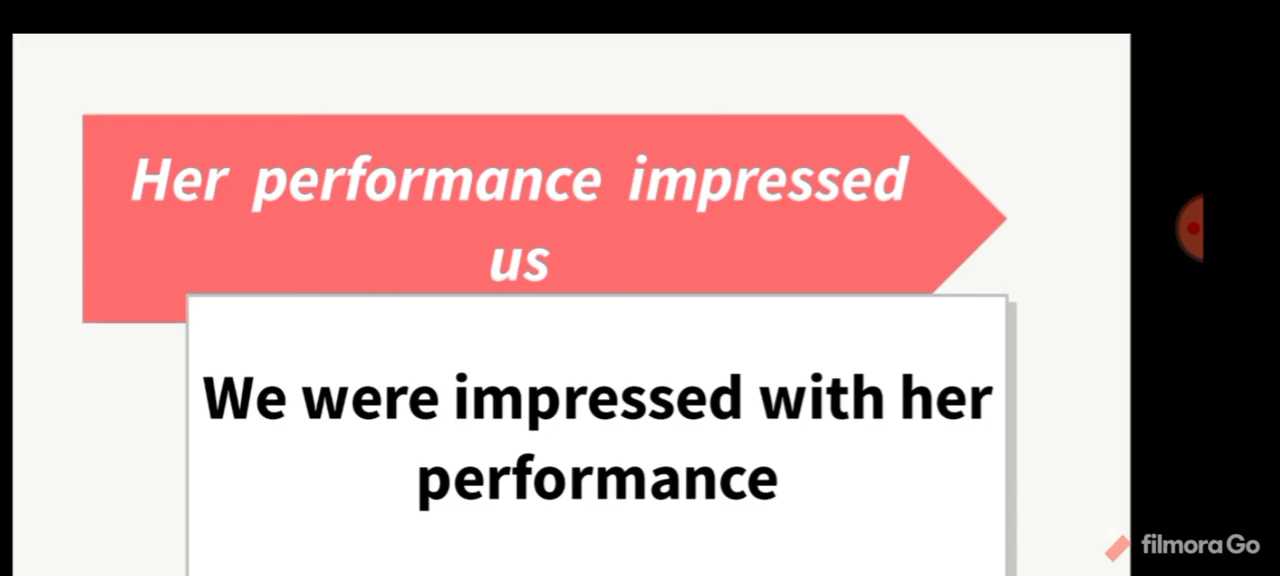 Her performance impressed
us
We were impressed with her
performance
filmoraGo